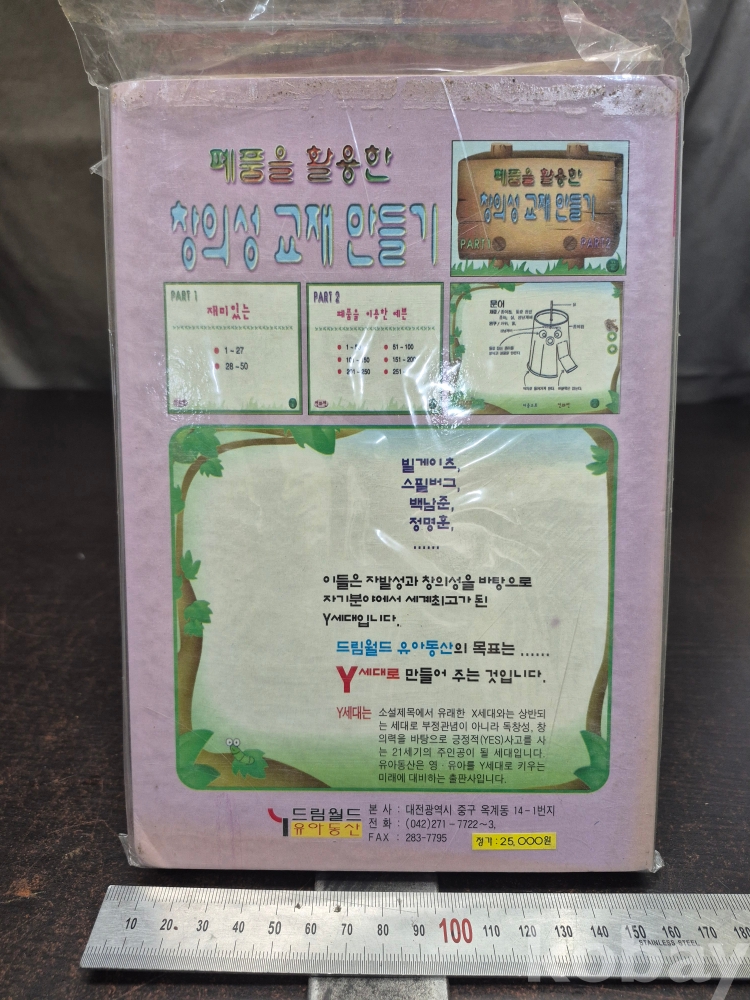 폐품을 활용한
창의성 교재 만들기
폐품을 활용한
창의성 교재 만들기
PART1 PART2
PART 1
재미있는
1~27
28~50
PART 2
폐품을 이용한 예쁜
51~100
문어
빌게이츠,
스필버그,
백남준,
정명훈,
......
이들은 자발성과 창의성을 바탕으로
자기분야에서 세계최고가 된
Y세대입니다.
드림월드 유아동산의 목표는 ......
Y세대로 만들어 주는 것입니다.
Y세대는 소설제목에서 유래한 X세대와는 상반되
는 세대로 부정관념이 아니라 독창성, 창
의력을 바탕으로 긍정적(YES)사고를 사
는 21세기의 주인공이 될 세대입니다.
유아동산은 영·유아를 Y세대로 키우는
미래에 대비하는 출판사입니다.
드림월드
유아동산
본 사 : 대전광역시 중구 옥계동 14-1번지
전 화 : (042)271-7722~3,
FAX : 283-7795
정가 : 25,000원
10 20 30 40 50 60 70 80 90 100 110 120 130 140 150 160 170 180
STAINLESS STEEL
kobay